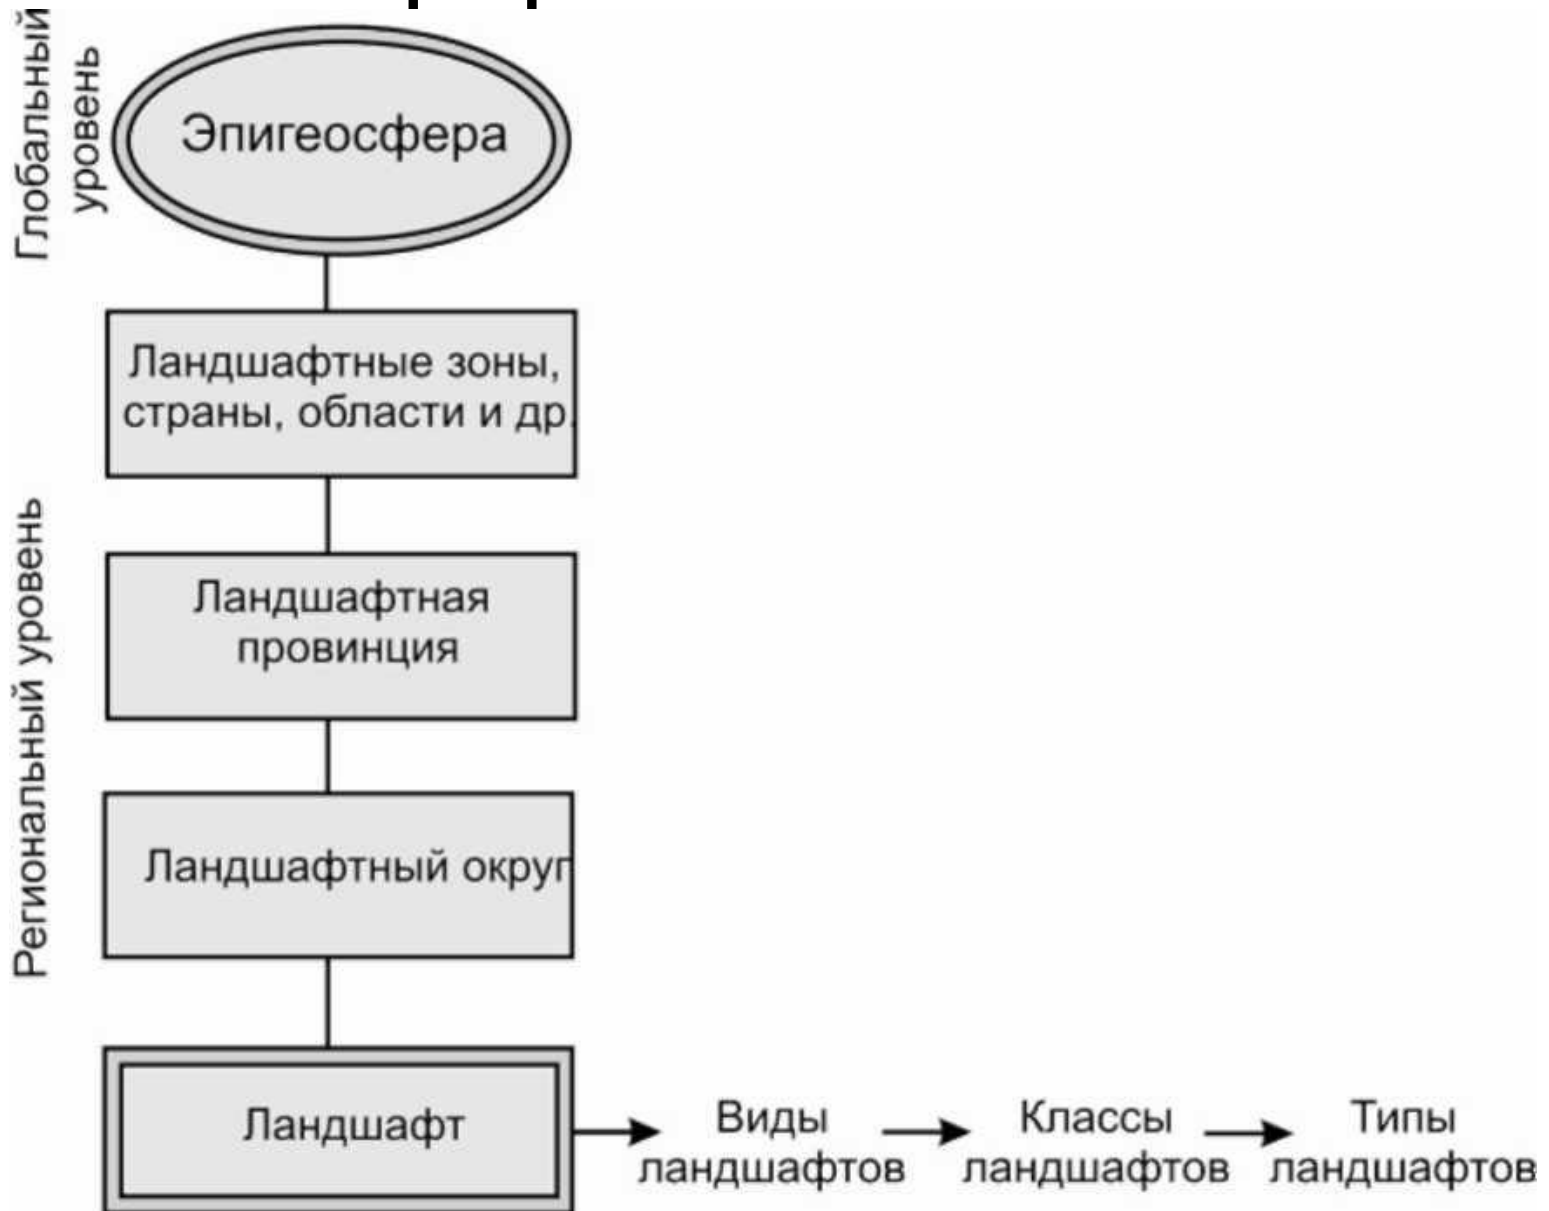 Глобальный
уровень
Эпигеосфера
Ландшафтные зоны,
страны, области и др.
Региональный уровень
Ландшафтная
провинция
Ландшафтный округ
Ландшафт
Виды
ландшафтов
Классы
ландшафтов
Типы
ландшафтов